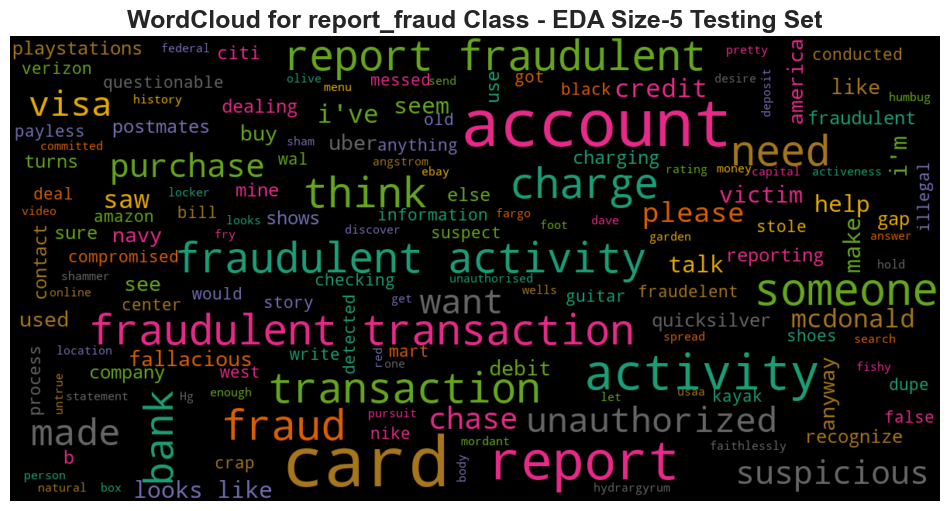 WordCloud for report_fraud Class - EDA Size-5 Testing Set
playstations
federal
citi
report fraudulent
pretty
america
conducted
verizon
questionable
olive
menu
messed
send
use
got
black
credit
desire
deposit
like
visa
history
dealing
i've
seem
old
account
humbug
fraudulent
payless
postmates
buy
sham
uber
anything
need
i'm
illegal
committed
turns
purchase
wal
angstrom
ebay
charging
rating
money
capital
activeness
deal
saw
locker
mine
think
else
charge
victim
help
video
amazon
bill
looks
shows
information
please
gap
contact
sure
navy
fry
discover
suspect
foot
fargo
dave
garden
stole
answer
compromised
fraudulent activity
unauthorised
talk
reporting
make
hold
shammer
see
checking
online
center
would
story
detected
get
want
wells
guitar
fraudelent
someone
used
fraudulent transaction
quicksilver
mcdonald
process
location
fallacious
write
red
one
mart
spread
shoes
search
untrue
company
west
debit
activity
anyway
fishy
statement
Hg
enough
transaction
let
usaa
kayak
dupe
made
bank
fraud
pursuit
nike
chase
unauthorized
false
b
mordant
recognize
person
crap
card
body
report
faithlessly
suspicious
natural
box
looks like
hydrargyrum